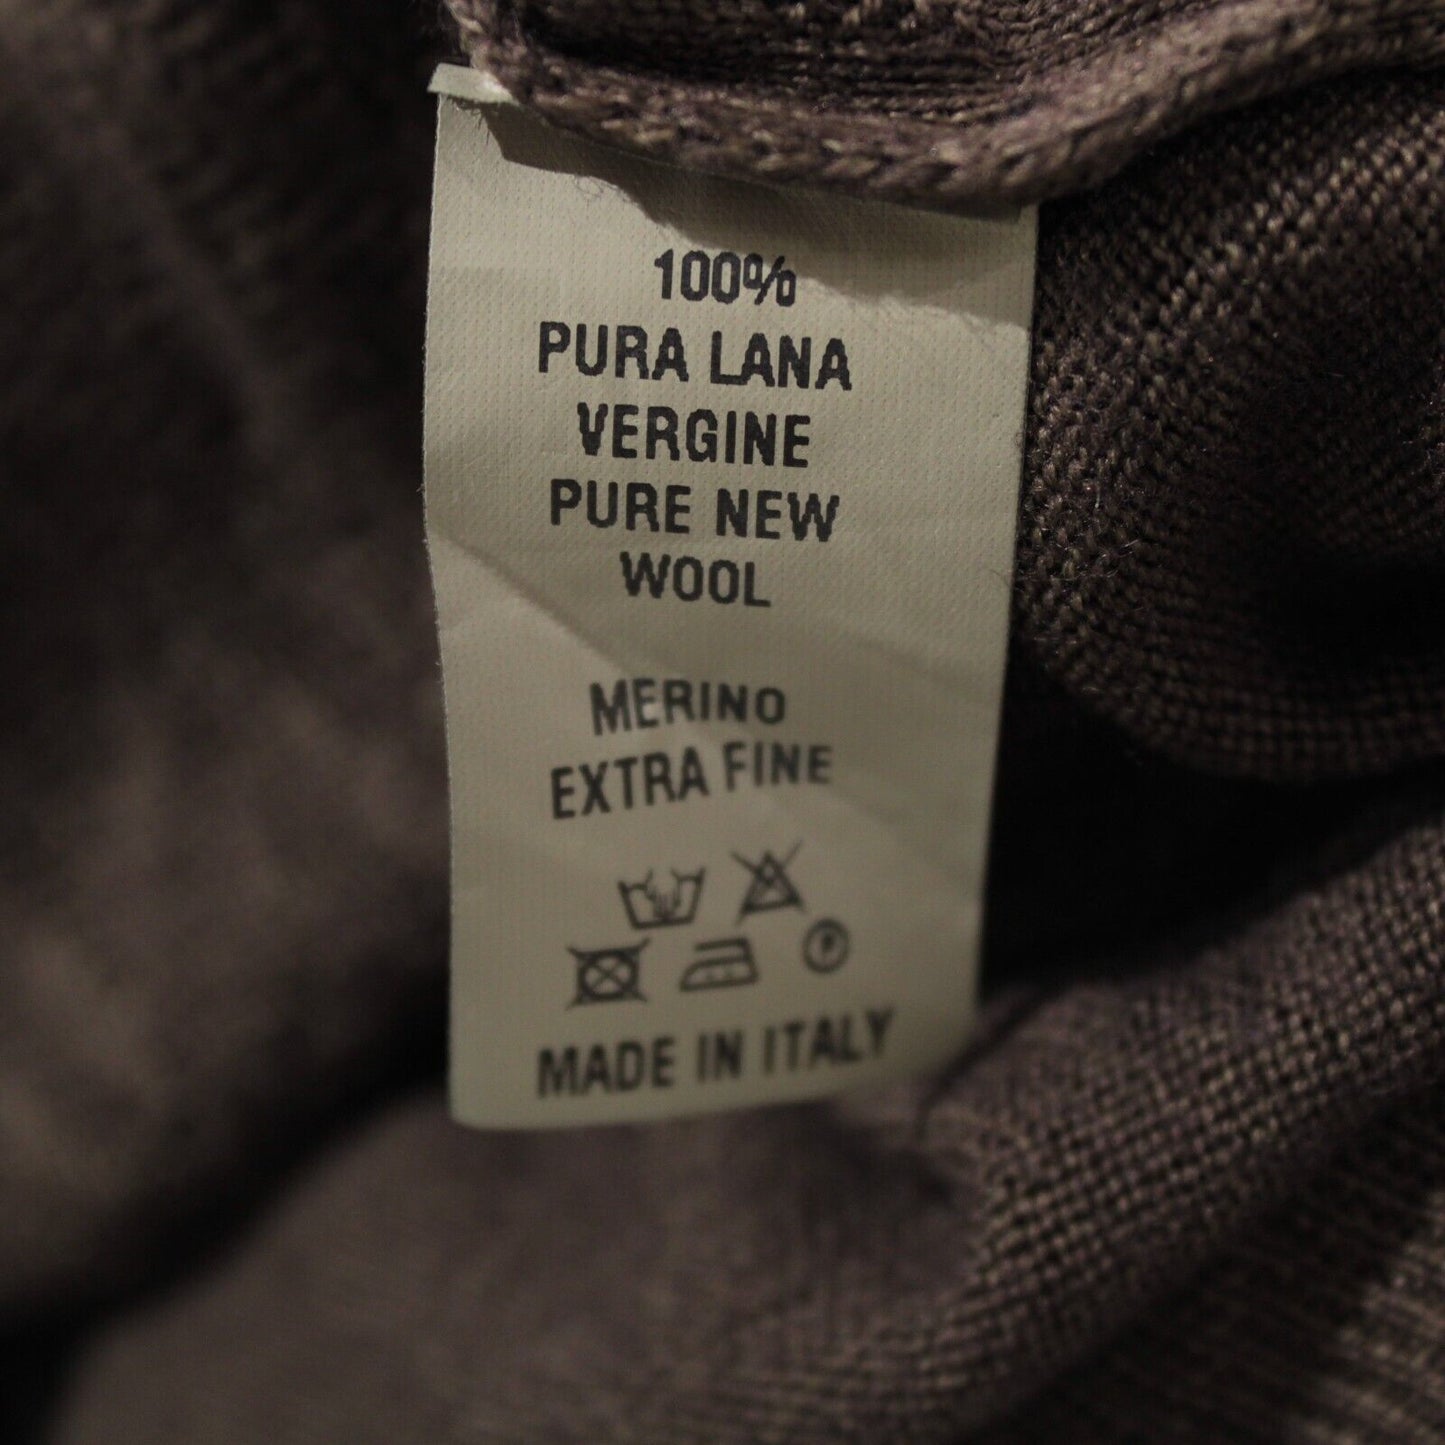 100%
PURA LANA
VERGINE
PURE NEW
WOOL
MERINO
EXTRA FINE
P
MADE IN ITALY